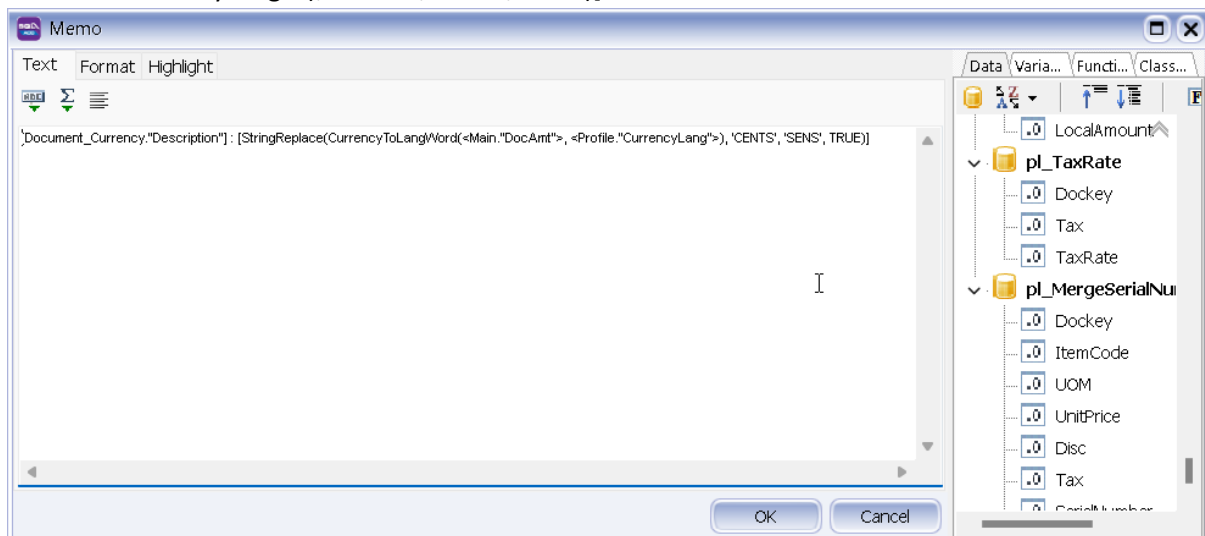 Memo
Text Format Highlight
Data Varia... Functi... Class...
Document_Currency."Description"] : [StringReplace(CurrencyToLangWord(<Main."DocAmt">, <Profile."CurrencyLang">), 'CENTS', 'SENS', TRUE)]
LocalAmount
pl_TaxRate
Dockey
Tax
TaxRate
pl_MergeSerialNu
Dockey
ItemCode
UOM
UnitPrice
Disc
Tax
SerialNumber
OK Cancel